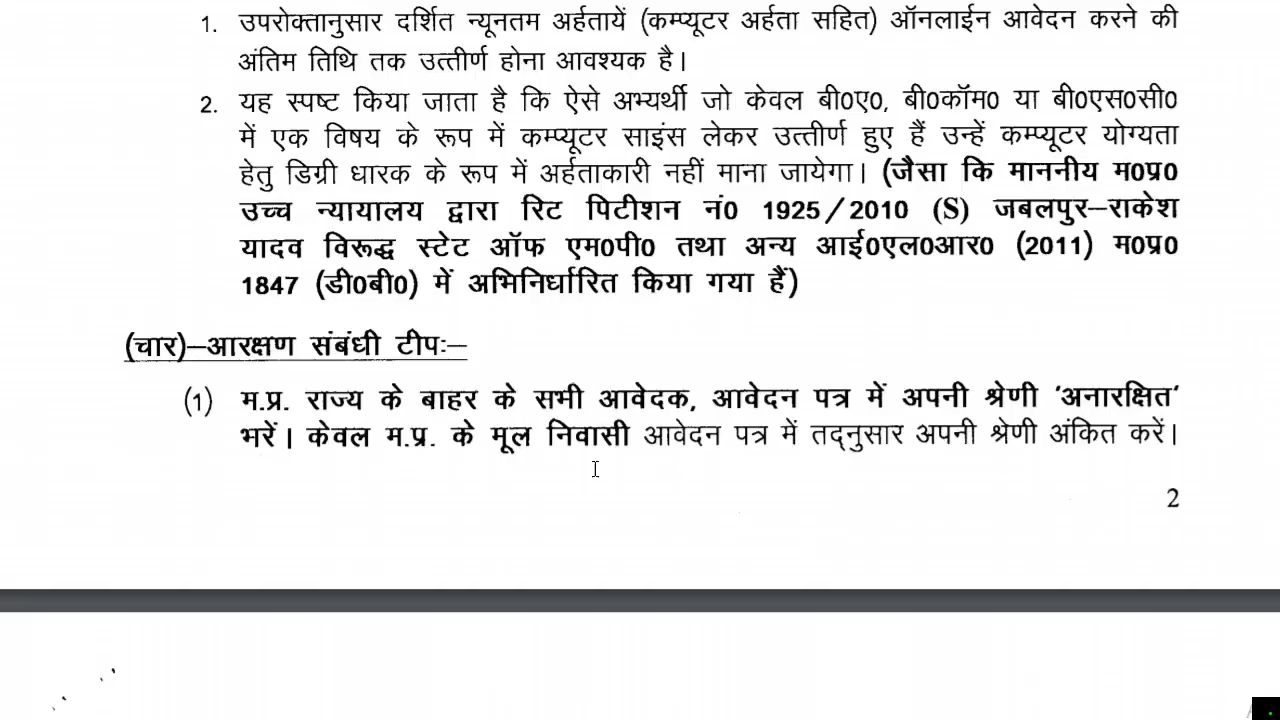 1. उपरोक्तानुसार दर्शित न्यूनतम अर्हतायें (कम्प्यूटर अर्हता सहित) ऑनलाईन आवेदन करने की
अंतिम तिथि तक उत्तीर्ण होना आवश्यक है।
2. यह स्पष्ट किया जाता है कि ऐसे अभ्यर्थी जो केवल बी0ए0, बी0कॉम0 या बी0एस0सी0
में एक विषय के रूप में कम्प्यूटर साइंस लेकर उत्तीर्ण हुए हैं उन्हें कम्प्यूटर योग्यता
हेतु डिग्री धारक के रूप में अर्हताकारी नहीं माना जायेगा। (जैसा कि माननीय म0प्र0
उच्च न्यायालय द्वारा रिट पिटीशन नं0 1925/2010 (S) जबलपुर–राकेश
यादव विरूद्ध स्टेट ऑफ एम0पी0 तथा अन्य आई0एल0आर0 (2011) म0प्र0
1847 (डी0बी0) में अभिनिर्धारित किया गया हैं)
(चार)–आरक्षण संबंधी टीपः–
(1) म.प्र. राज्य के बाहर के सभी आवेदक, आवेदन पत्र में अपनी श्रेणी 'अनारक्षित'
भरें। केवल म.प्र. के मूल निवासी आवेदन पत्र में तद्नुसार अपनी श्रेणी अंकित करें।
2